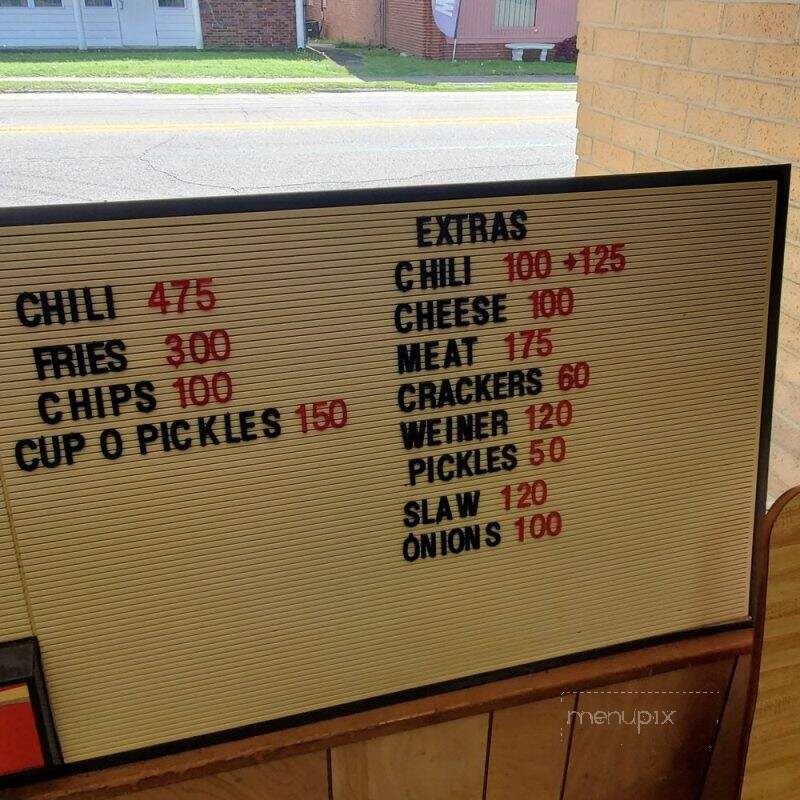 CHILI 475
FRIES 300
CHIPS 100
CUP O PICKLES 150
EXTRAS
CHILI 100 +125
CHEESE 100
MEAT 175
CRACKERS 60
WEINER 120
PICKLES 50
SLAW 120
ONIONS 100
menupix